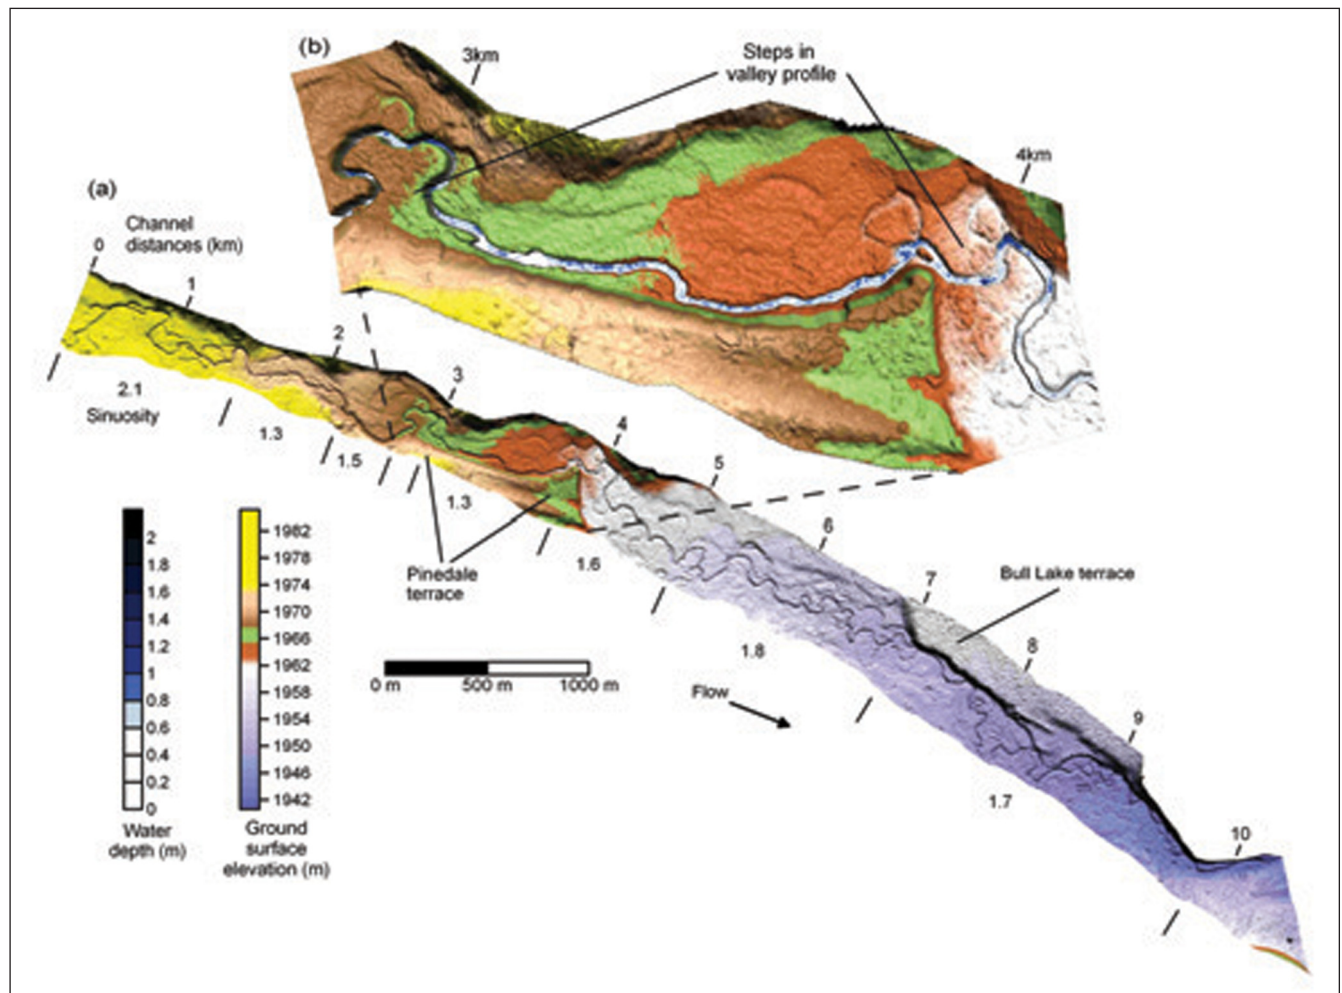 (b)
3km
Steps in
valley profile
4km
(a)
Channel
distances (km)
0
1
2
3
4
5
6
7
8
9
10
2.1
Sinuosity
1.3
1.5
1.3
1.6
1.8
1.7
Pinedale
terrace
Bull Lake terrace
Flow
0 m
500 m
1000 m
2
1.8
1.6
1.4
1.2
1
0.8
0.6
0.4
0.2
0
Water
depth (m)
1982
1978
1974
1970
1966
1962
1958
1954
1950
1946
1942
Ground
surface
elevation (m)